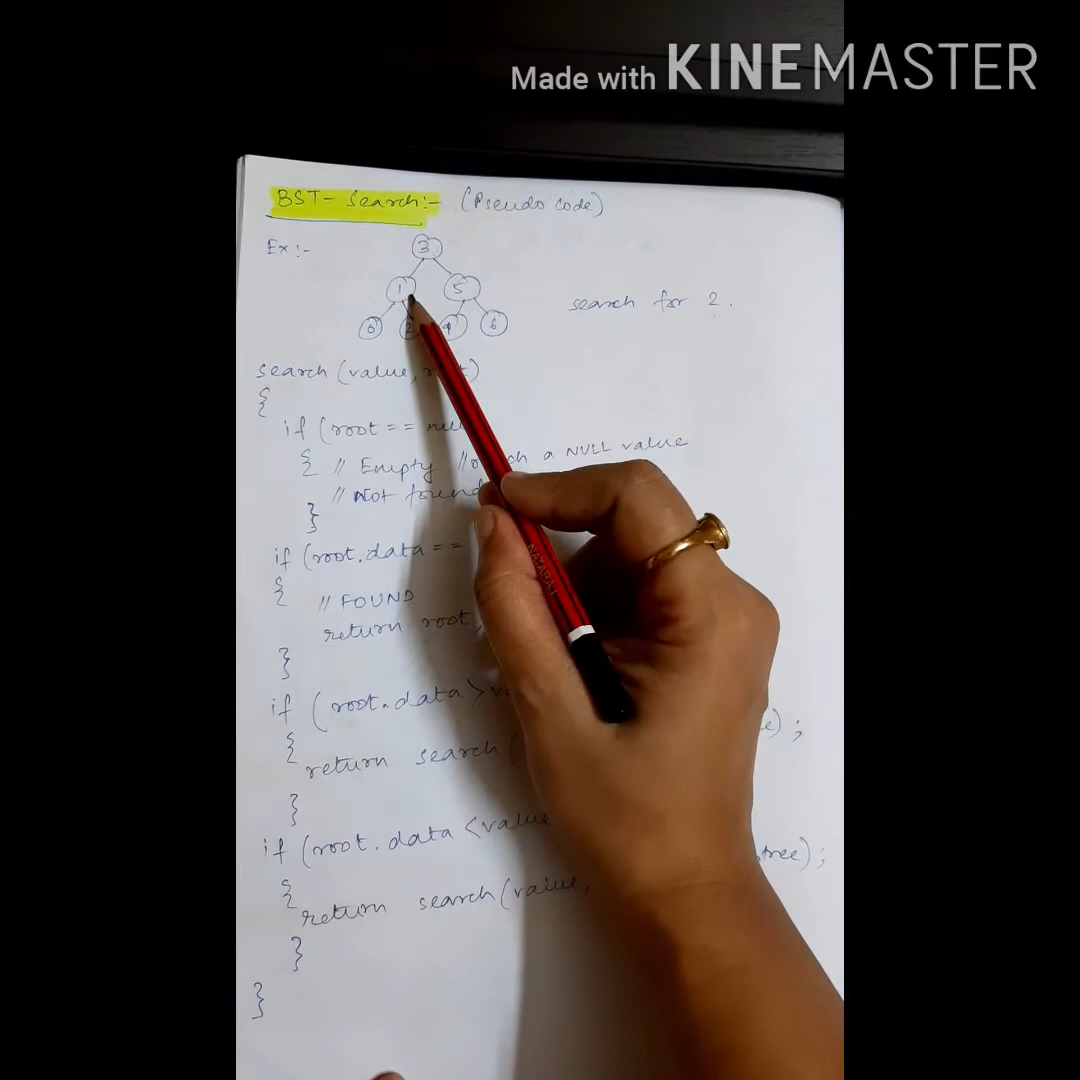 Made with KINEMASTER
BST- Search:- (Pseudo code)
Ex:-
3
1 5
0 2 4 6
search for 2.
search (value,
{
if (root == null
{ // Empty // a NULL value
// Not found
}
if (root.data ==
{ // FOUND
return root,
}
if (root.data >
{
return search ( );
}
if (root.data < value
{
return search (value, tree);
}
}
NATARAJ